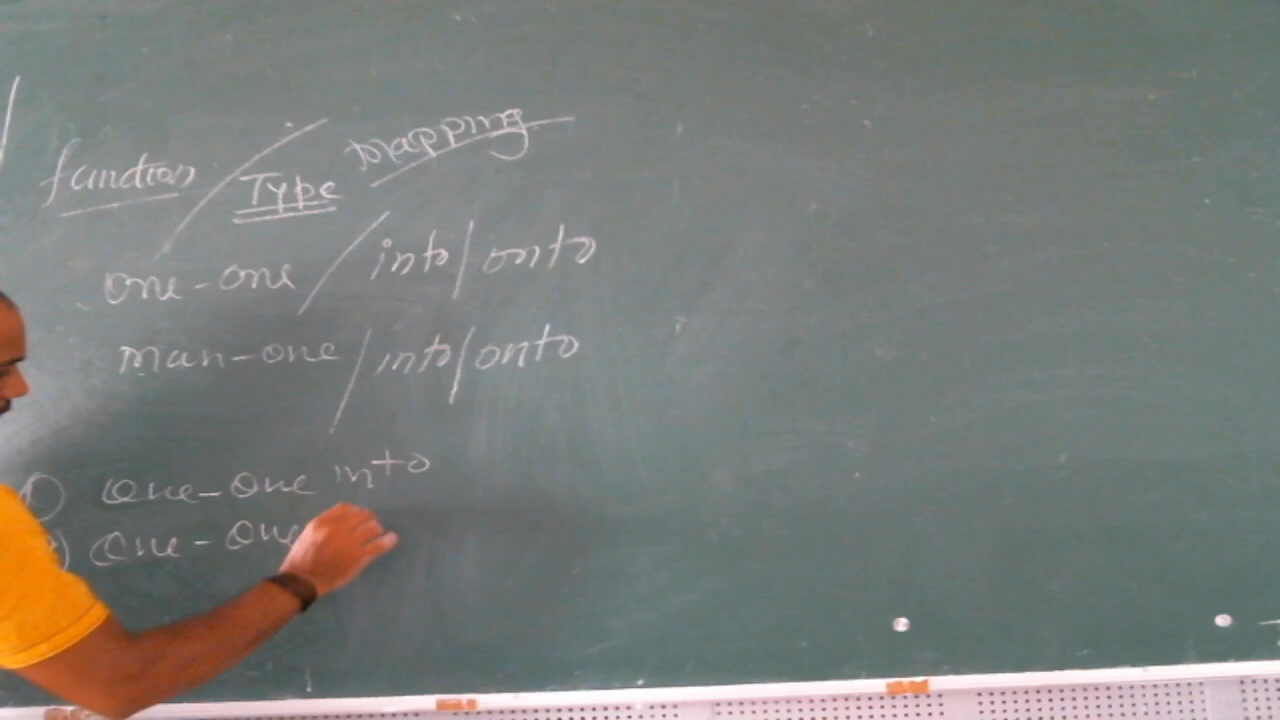 function / Type mapping
one-one / into/onto
man-one / into/onto
1) one-one into
2) one-one